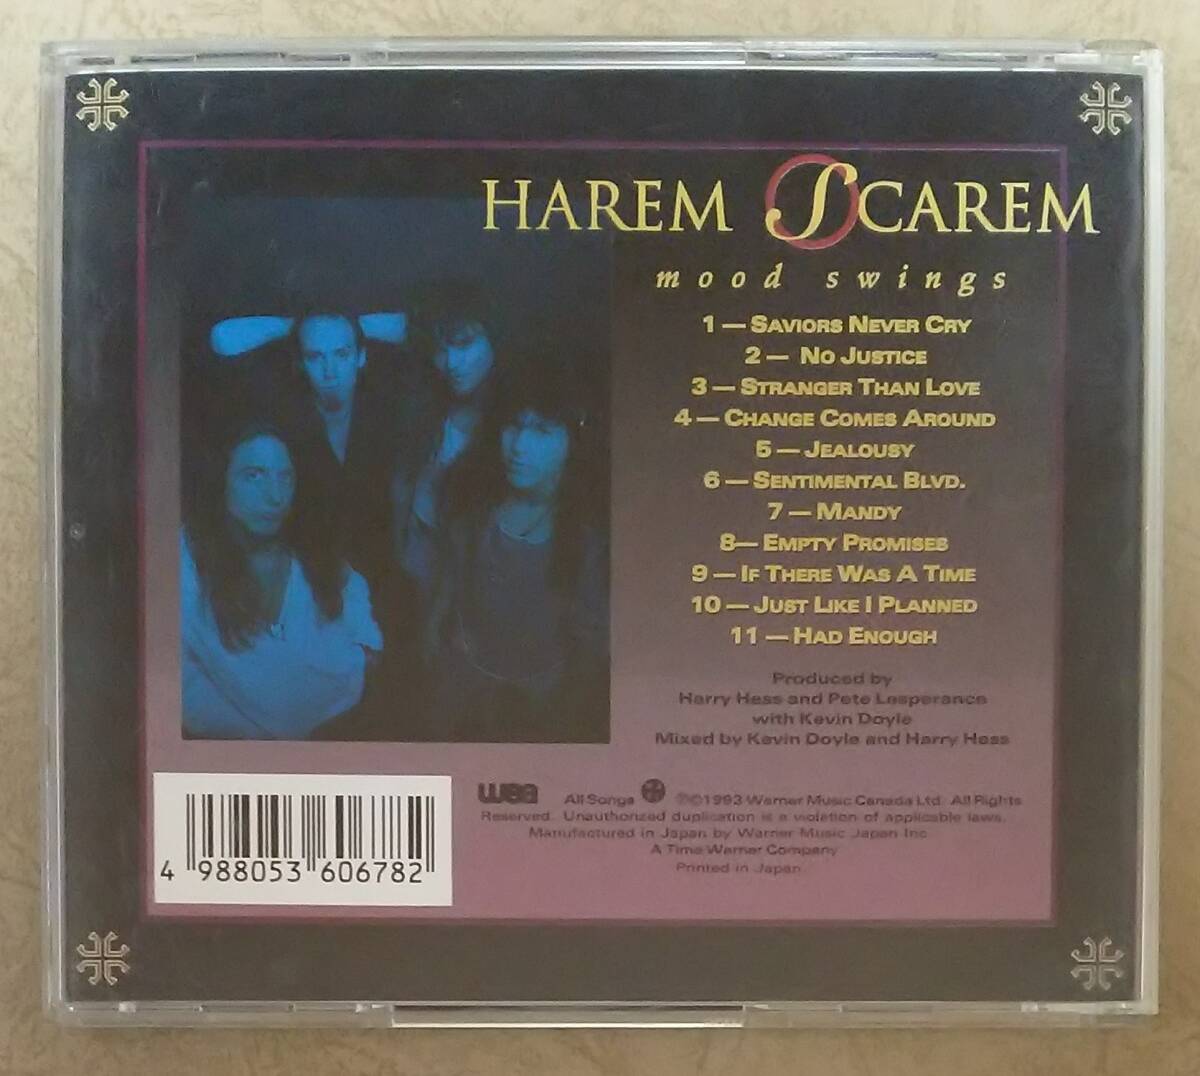 HAREM SCAREM
mood swings
1 — SAVIORS NEVER CRY
2 — NO JUSTICE
3 — STRANGER THAN LOVE
4 — CHANGE COMES AROUND
5 — JEALOUSY
6 — SENTIMENTAL BLVD.
7 — MANDY
8 — EMPTY PROMISES
9 — IF THERE WAS A TIME
10 — JUST LIKE I PLANNED
11 — HAD ENOUGH
Produced by
Harry Hess and Pete Lesperance
with Kevin Doyle
Mixed by Kevin Doyle and Harry Hess
wea All Songs ℗©1993 Warner Music Canada Ltd. All Rights
Reserved. Unauthorized duplication is a violation of applicable laws.
Manufactured in Japan by Warner Music Japan Inc.
A Time Warner Company
Printed in Japan
4 988053 606782